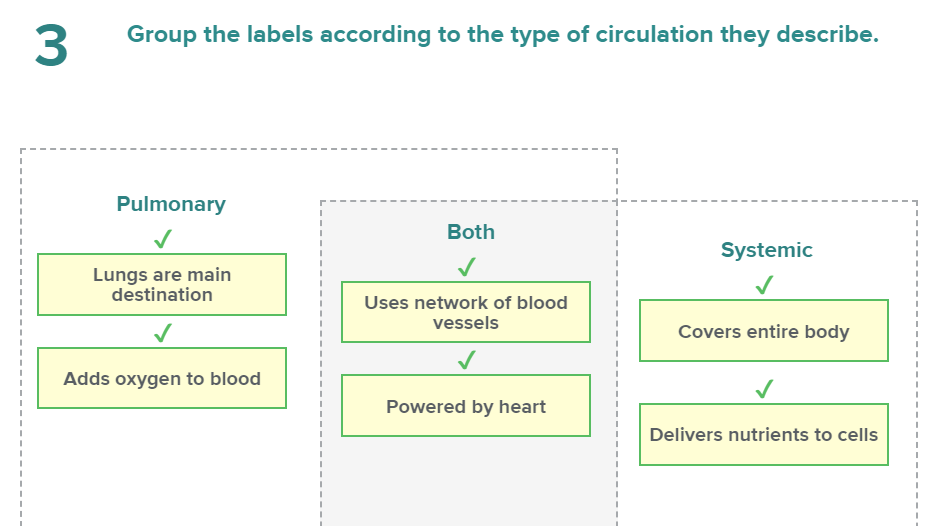 3
Group the labels according to the type of circulation they describe.
Pulmonary
Lungs are main
destination
Adds oxygen to blood
Both
Uses network of blood
vessels
Powered by heart
Systemic
Covers entire body
Delivers nutrients to cells